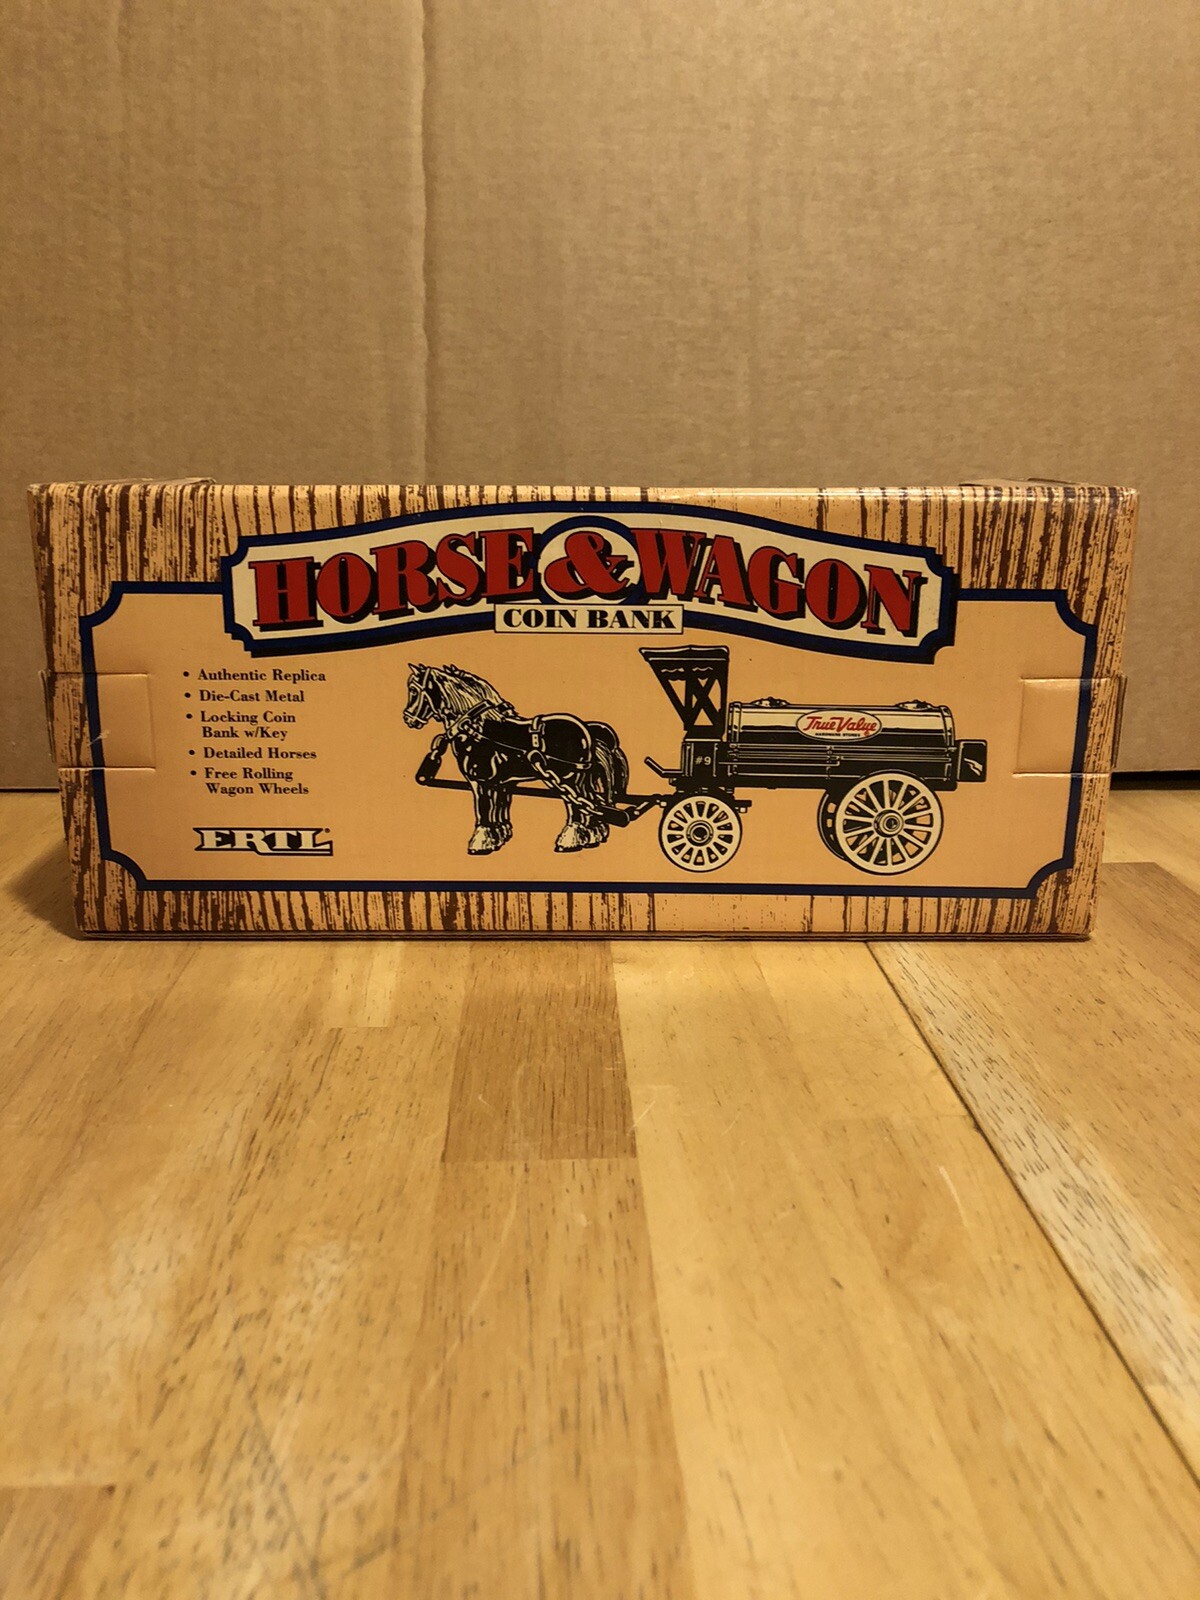 HORSE & WAGON
COIN BANK
• Authentic Replica
• Die-Cast Metal
• Locking Coin
Bank w/Key
• Detailed Horses
• Free Rolling
Wagon Wheels
ERTL®
True Value
HARDWARE STORES
#9